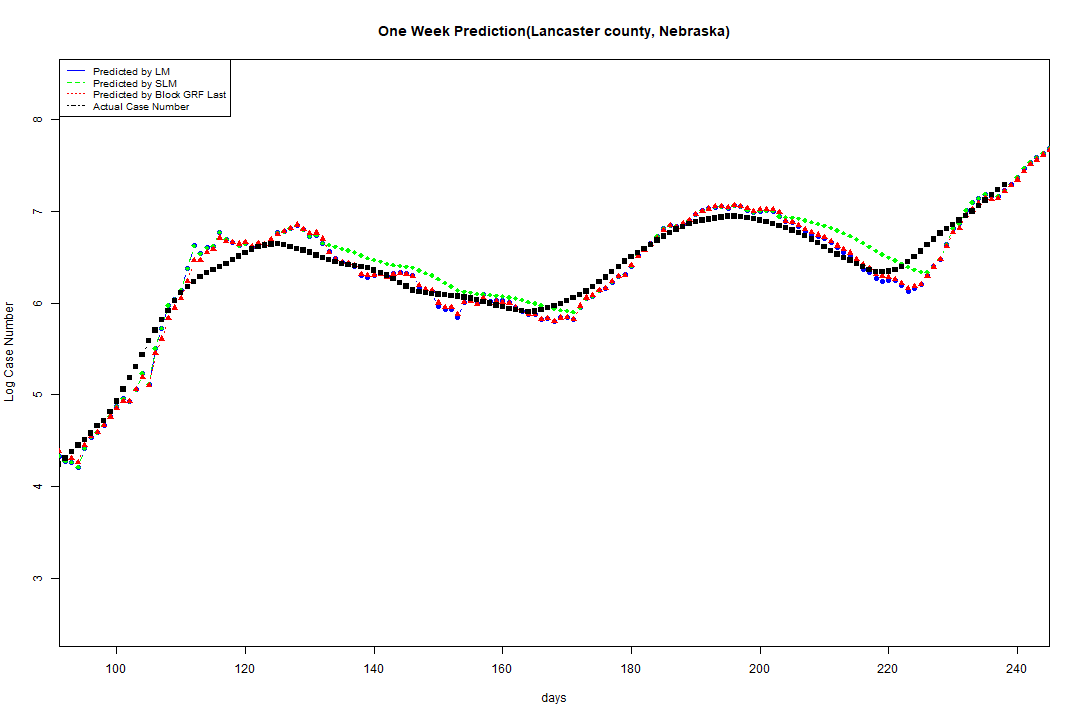 One Week Prediction(Lancaster county, Nebraska)
Predicted by LM
Predicted by SLM
Predicted by Block GRF Last
Actual Case Number
8
7
6
5
4
3
Log Case Number
100 120 140 160 180 200 220 240
days